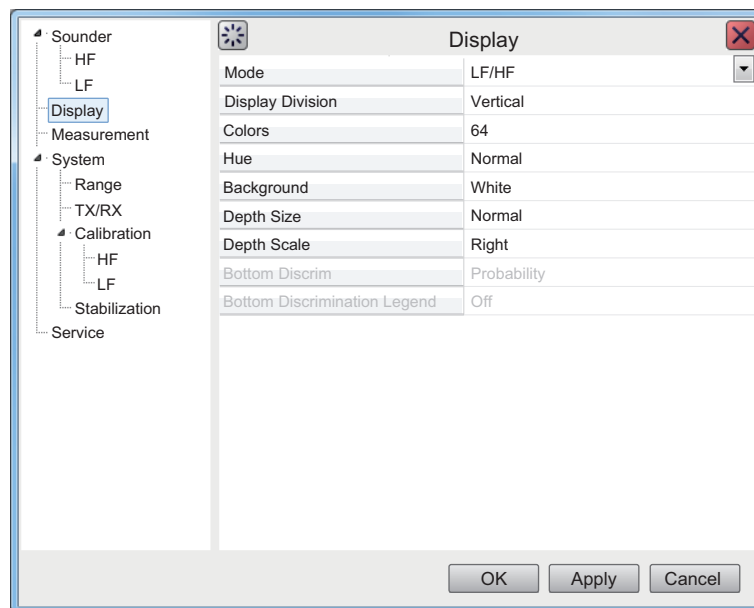 Sounder
HF
LF
Display
Measurement
System
Range
TX/RX
Calibration
HF
LF
Stabilization
Service
Display
Mode LF/HF
Display Division Vertical
Colors 64
Hue Normal
Background White
Depth Size Normal
Depth Scale Right
Bottom Discrim Probability
Bottom Discrimination Legend Off
OK Apply Cancel